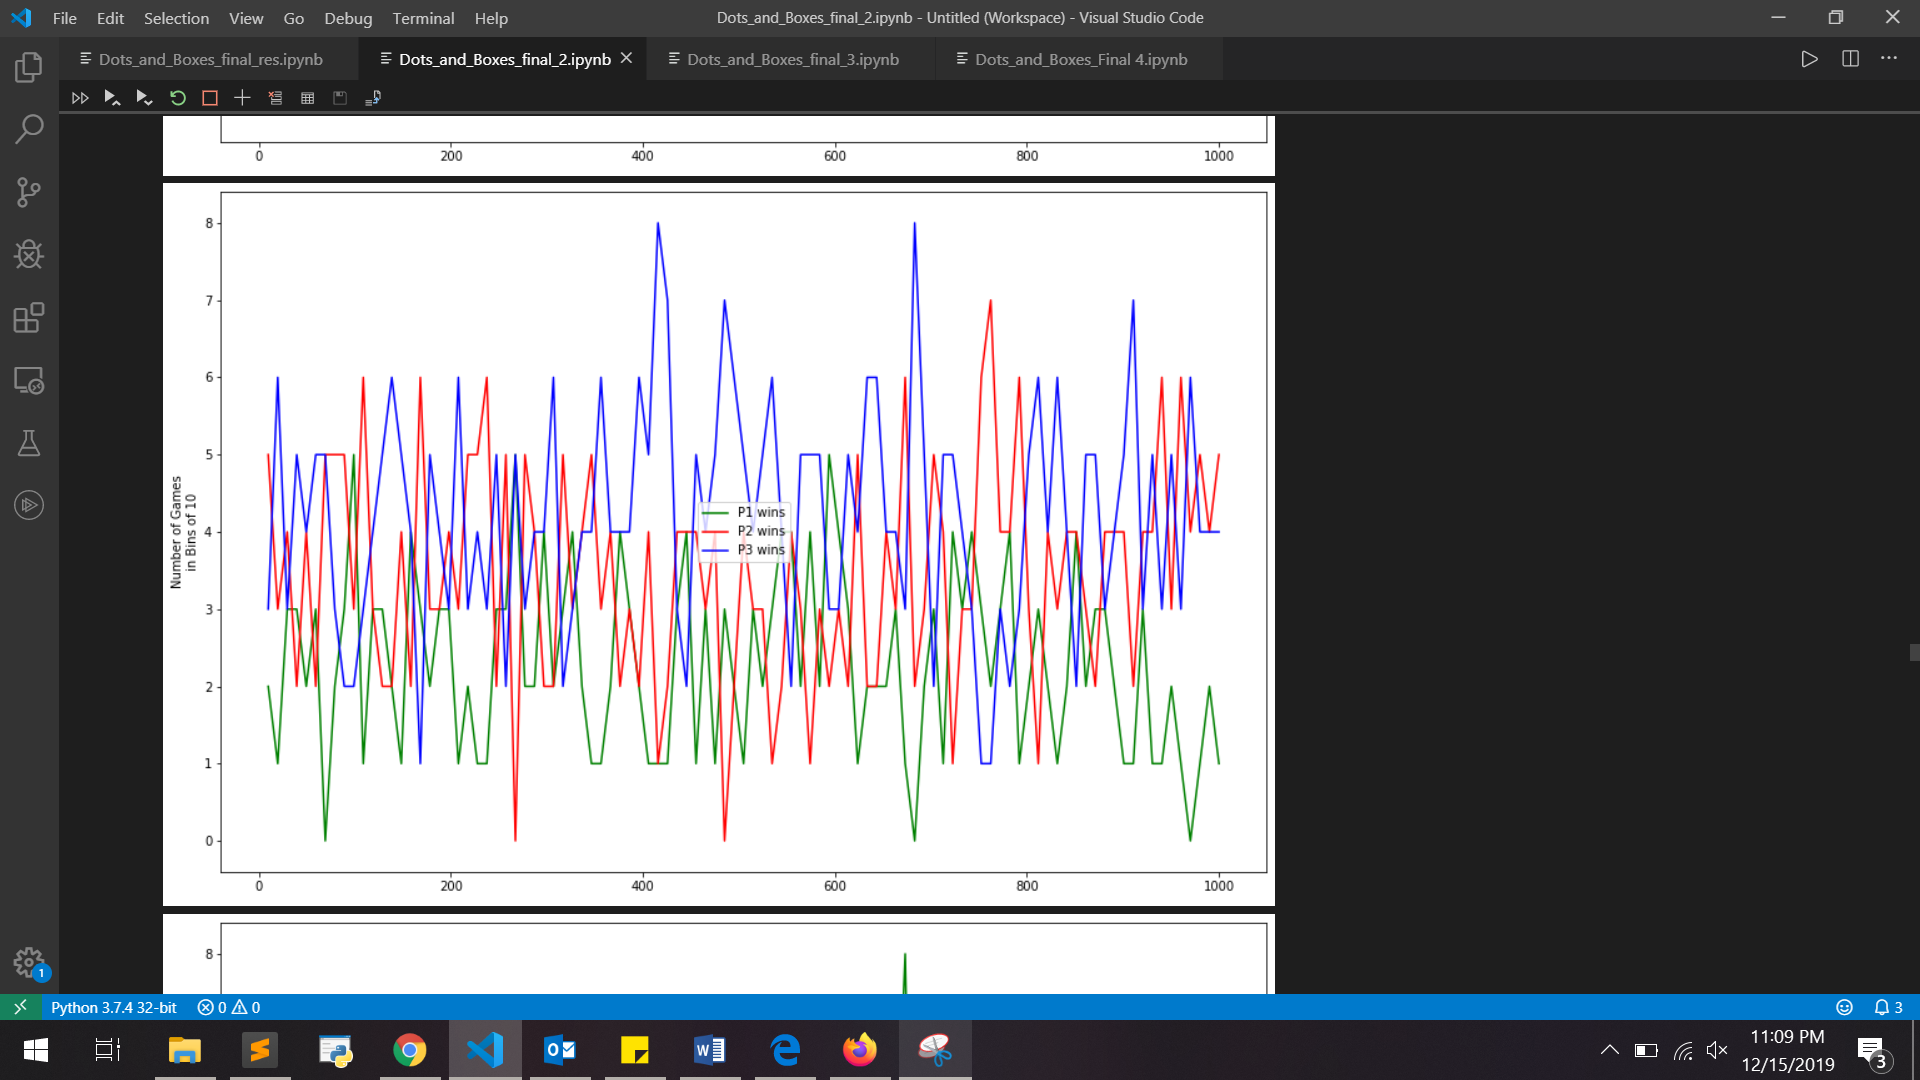 File Edit Selection View Go Debug Terminal Help
Dots_and_Boxes_final_2.ipynb - Untitled (Workspace) - Visual Studio Code
Dots_and_Boxes_final_res.ipynb
Dots_and_Boxes_final_2.ipynb
Dots_and_Boxes_final_3.ipynb
Dots_and_Boxes_Final 4.ipynb
0 200 400 600 800 1000
8
7
6
5
4
3
2
1
0
Number of Games
in Bins of 10
P1 wins
P2 wins
P3 wins
0 200 400 600 800 1000
8
1
Python 3.7.4 32-bit 0 0
3
11:09 PM
12/15/2019
3